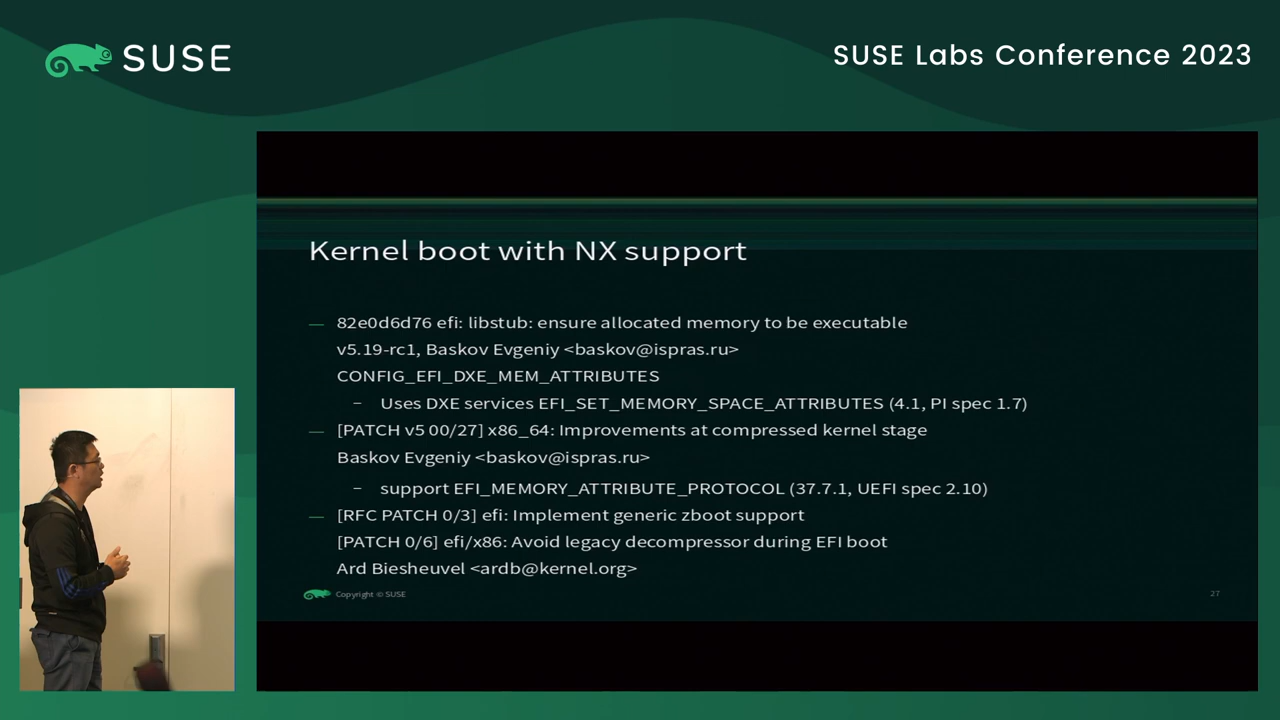 SUSE
SUSE Labs Conference 2023
Kernel boot with NX support
— 82e0d6d76 efi: libstub: ensure allocated memory to be executable
v5.19-rc1, Baskov Evgeniy <baskov@ispras.ru>
CONFIG_EFI_DXE_MEM_ATTRIBUTES
– Uses DXE services EFI_SET_MEMORY_SPACE_ATTRIBUTES (4.1, PI spec 1.7)
— [PATCH v5 00/27] x86_64: Improvements at compressed kernel stage
Baskov Evgeniy <baskov@ispras.ru>
– support EFI_MEMORY_ATTRIBUTE_PROTOCOL (37.7.1, UEFI spec 2.10)
— [RFC PATCH 0/3] efi: Implement generic zboot support
[PATCH 0/6] efi/x86: Avoid legacy decompressor during EFI boot
Ard Biesheuvel <ardb@kernel.org>
Copyright © SUSE
27